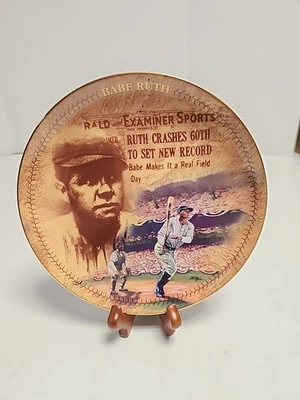 BABE RUTH
RALD EXAMINER SPORTS
RUTH CRASHES 60TH
TO SET NEW RECORD
Babe Makes It a Real Field
Day